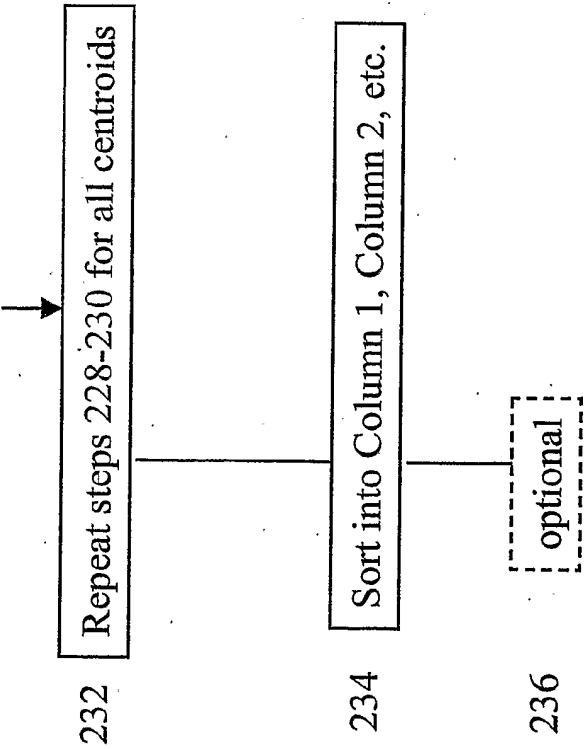 232
Repeat steps 228-230 for all centroids
234
Sort into Column 1, Column 2, etc.
236
optional